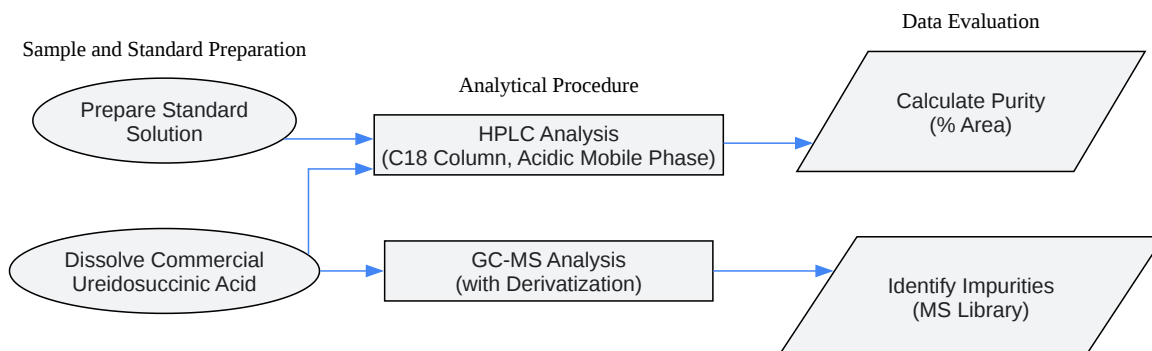 Sample and Standard Preparation
Prepare Standard
Solution
Dissolve Commercial
Ureidosuccinic Acid
Analytical Procedure
HPLC Analysis
(C18 Column, Acidic Mobile Phase)
GC-MS Analysis
(with Derivatization)
Data Evaluation
Calculate Purity
(% Area)
Identify Impurities
(MS Library)